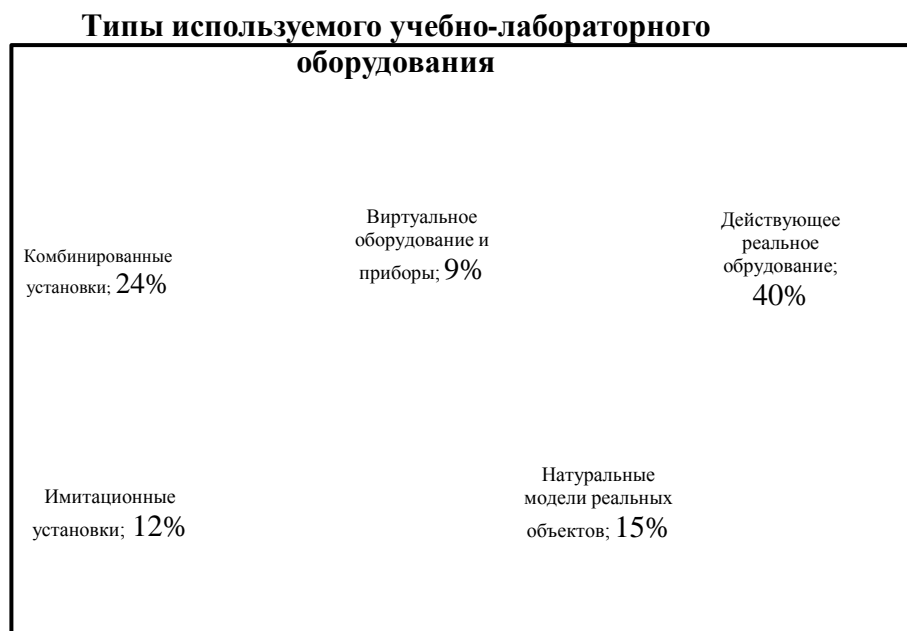 Типы используемого учебно-лабораторного
оборудования
Комбинированные
установки; 24%
Виртуальное
оборудование и
приборы; 9%
Действующее
реальное
обрудование;
40%
Имитационные
установки; 12%
Натуральные
модели реальных
объектов; 15%